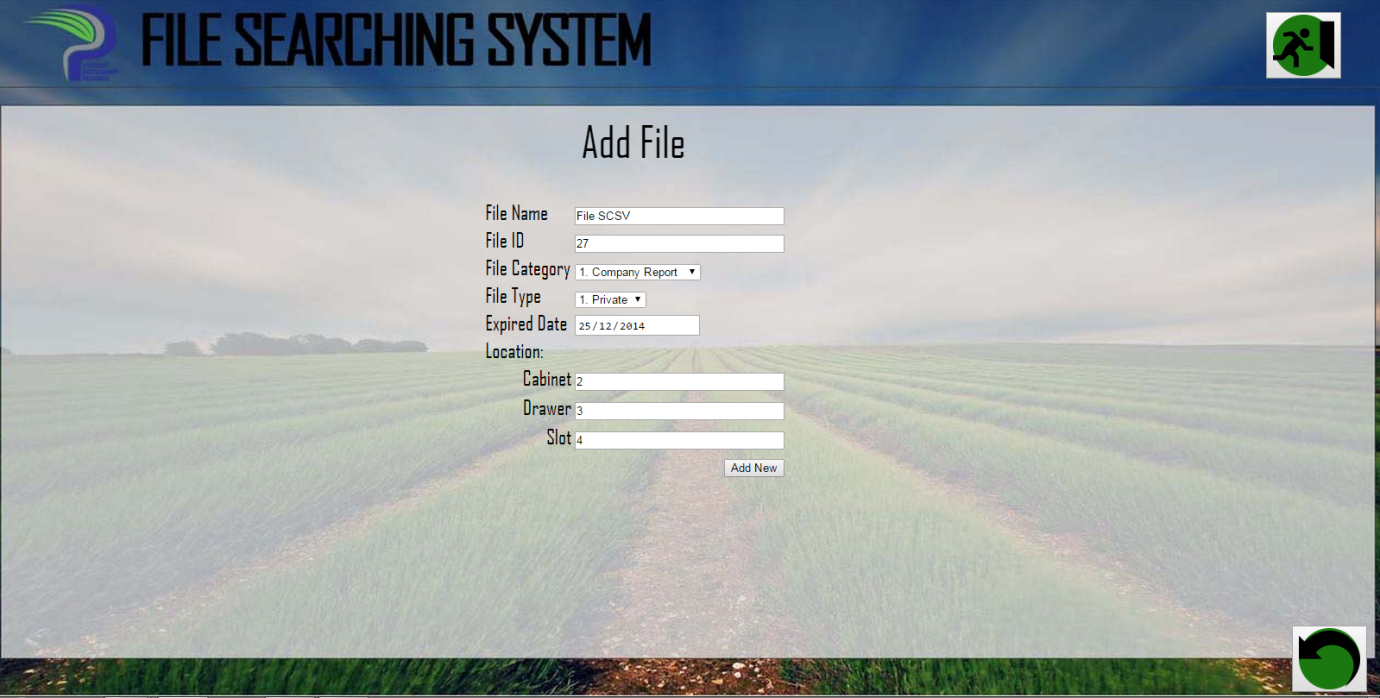 FILE SEARCHING SYSTEM
Add File
File Name File SCSV
File ID 27
File Category 1. Company Report
File Type 1. Private
Expired Date 25/12/2014
Location:
Cabinet 2
Drawer 3
Slot 4
Add New